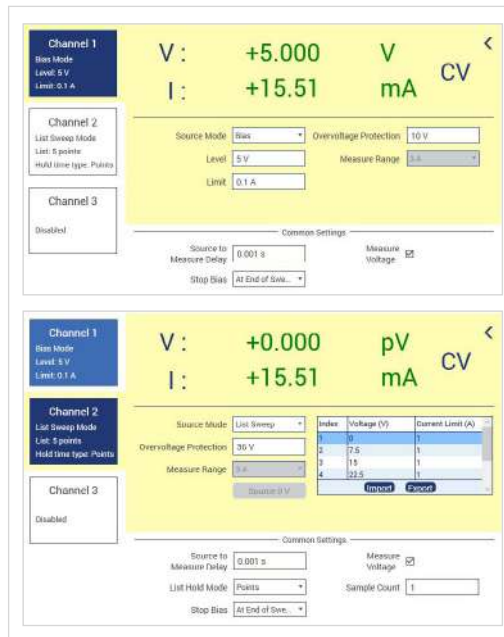 Channel 1
Bias Mode
Level: 5 V
Limit: 0.1 A
V : +5.000 V
I : +15.51 mA
CV
Channel 2
List Sweep Mode
List: 5 points
Hold time type: Points
Channel 3
Disabled
Source Mode Bias Overvoltage Protection 10 V
Level 5 V Measure Range 3 A
Limit 0.1 A
Common Settings
Source to Measure Delay 0.001 s Measure Voltage
Stop Bias At End of Swe...
Channel 1
Bias Mode
Level: 5 V
Limit: 0.1 A
V : +0.000 pV
I : +15.51 mA
CV
Channel 2
List Sweep Mode
List: 5 points
Hold time type: Points
Channel 3
Disabled
Source Mode List Sweep
Overvoltage Protection 30 V
Measure Range 3 A
Source 0 V
Index Voltage (V) Current Limit (A)
1 0 1
2 7.5 1
3 15 1
4 22.5 1
Import Export
Common Settings
Source to Measure Delay 0.001 s Measure Voltage
List Hold Mode Points Sample Count 1
Stop Bias At End of Swe...